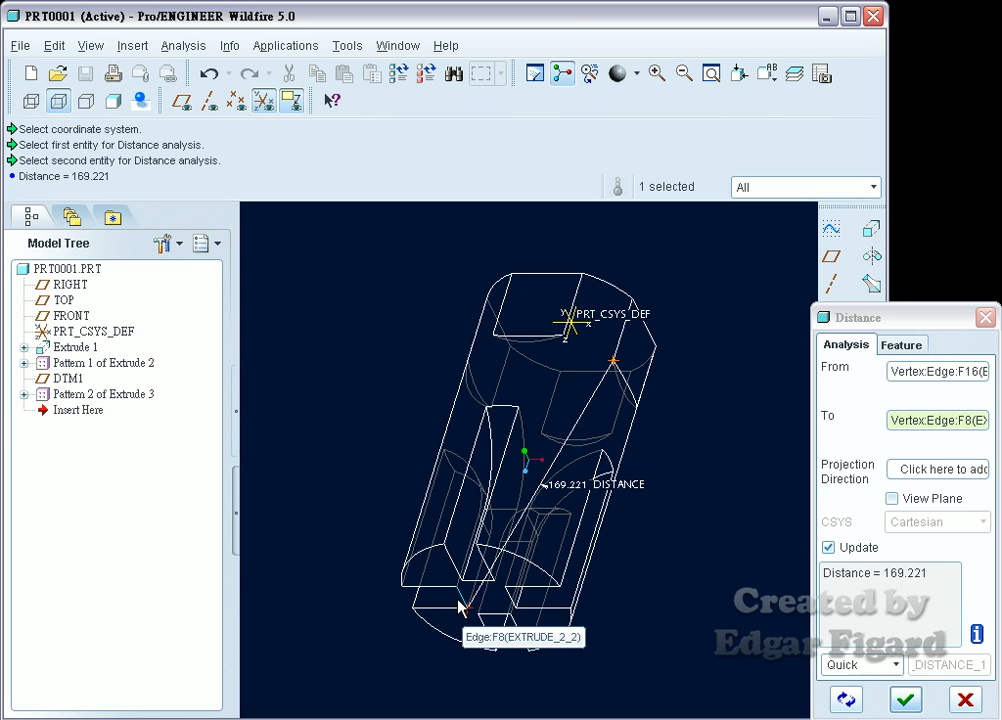 PRT0001 (Active) - Pro/ENGINEER Wildfire 5.0
File Edit View Insert Analysis Info Applications Tools Window Help
Select coordinate system.
Select first entity for Distance analysis.
Select second entity for Distance analysis.
Distance = 169.221
1 selected
All
Model Tree
PRT0001.PRT
RIGHT
TOP
FRONT
PRT_CSYS_DEF
Extrude 1
Pattern 1 of Extrude 2
DTM1
Pattern 2 of Extrude 3
Insert Here
PRT_CSYS_DEF
Y
X
Z
169.221 DISTANCE
Edge:F8(EXTRUDE_2_2)
Distance
Analysis Feature
From Vertex:Edge:F16(E
To Vertex:Edge:F8(EX
Projection Direction Click here to add
View Plane
CSYS Cartesian
Update
Distance = 169.221
Created by
Edgar Figard
Quick _DISTANCE_1